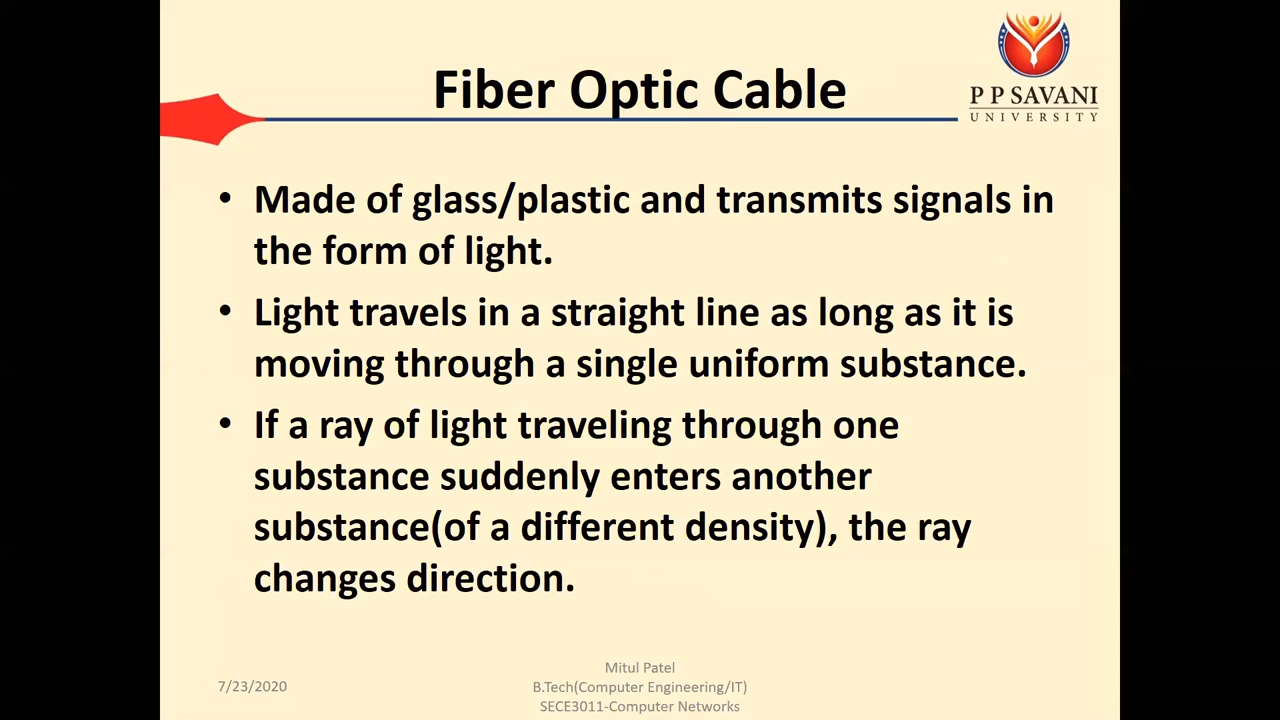 Fiber Optic Cable
P P SAVANI
UNIVERSITY
• Made of glass/plastic and transmits signals in
the form of light.
• Light travels in a straight line as long as it is
moving through a single uniform substance.
• If a ray of light traveling through one
substance suddenly enters another
substance(of a different density), the ray
changes direction.
7/23/2020
Mitul Patel
B.Tech(Computer Engineering/IT)
SECE3011-Computer Networks